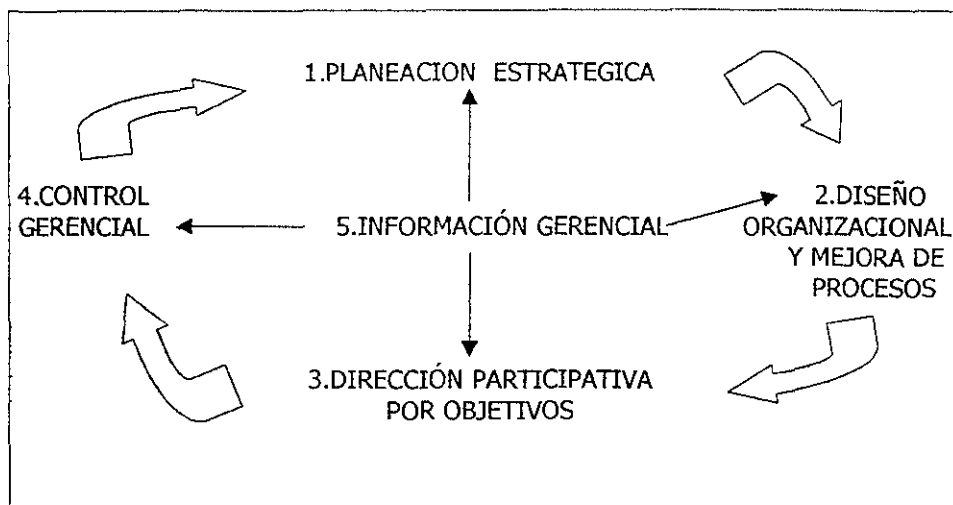 1.PLANEACION ESTRATEGICA
4.CONTROL
GERENCIAL
5.INFORMACIÓN GERENCIAL
2.DISEÑO
ORGANIZACIONAL
Y MEJORA DE
PROCESOS
3.DIRECCIÓN PARTICIPATIVA
POR OBJETIVOS